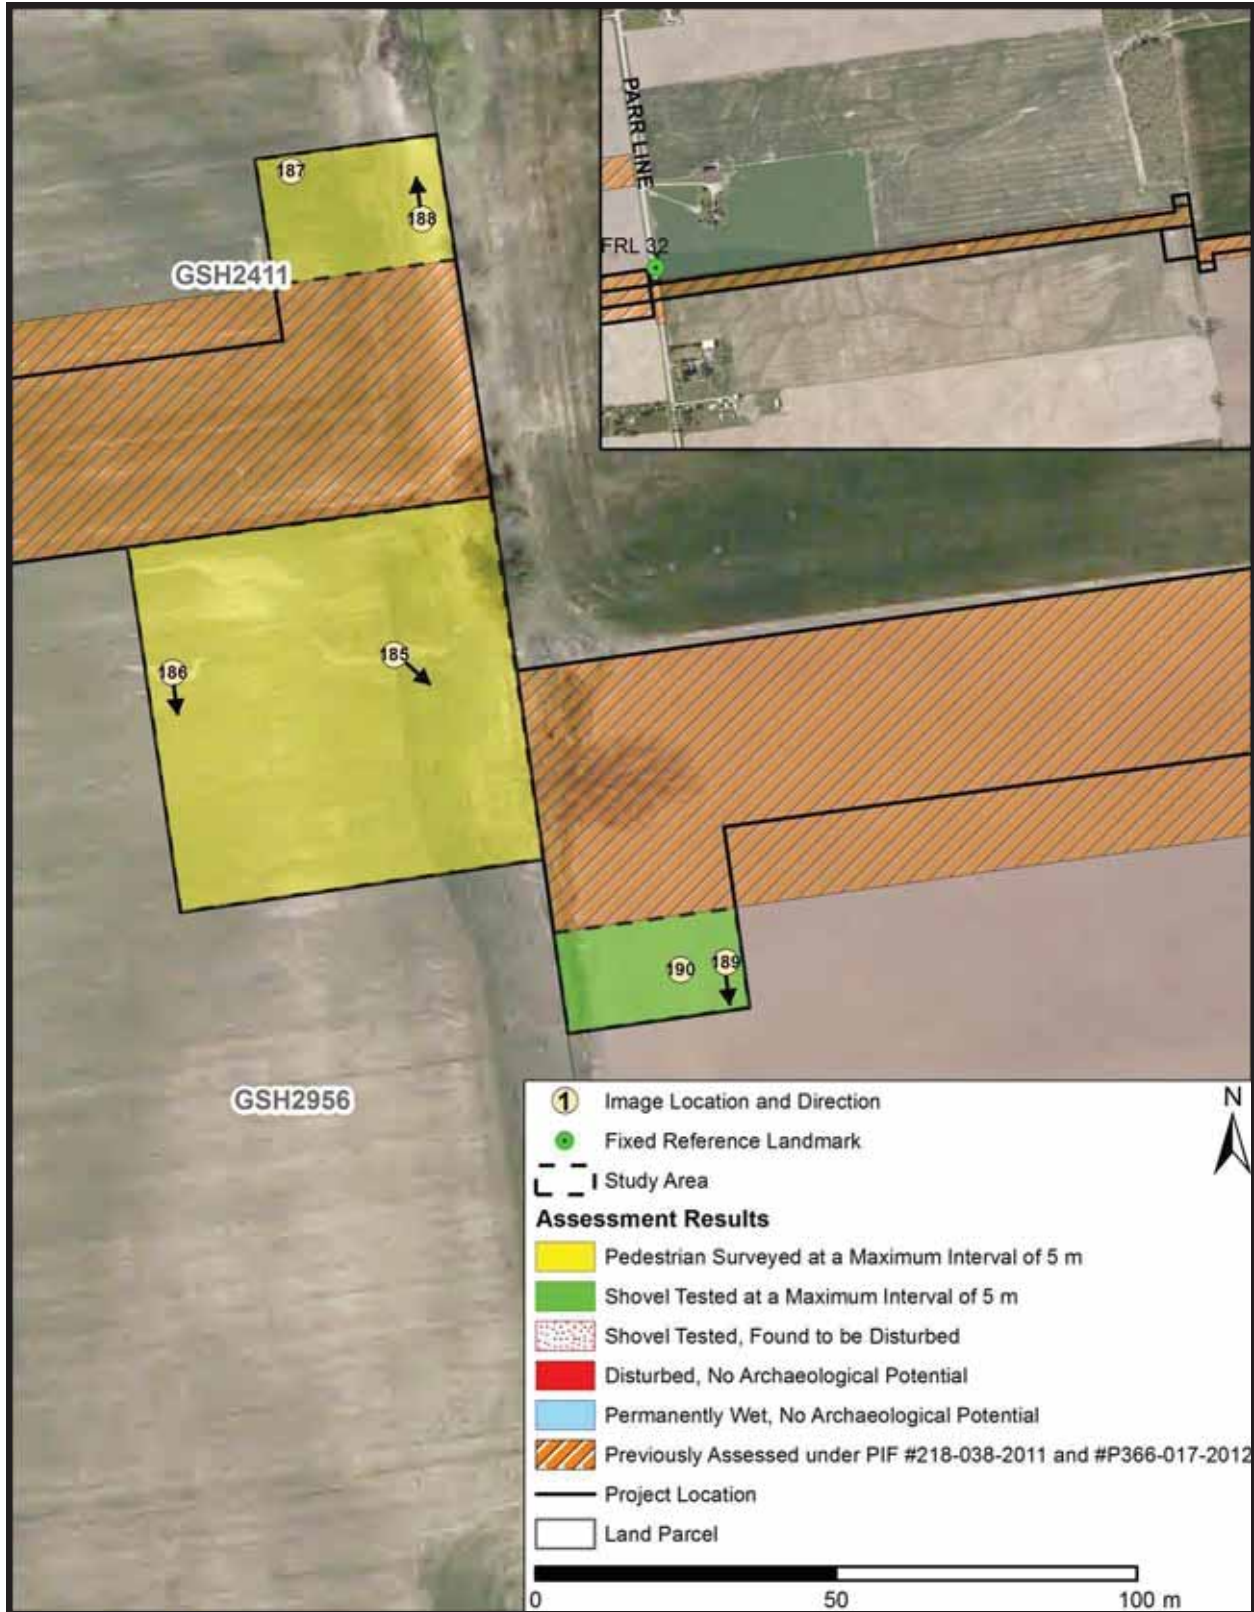 PARR LINE
FRL 32
187
188
GSH2411
185
186
190
189
GSH2956
1 Image Location and Direction
N
Fixed Reference Landmark
Study Area
Assessment Results
Pedestrian Surveyed at a Maximum Interval of 5 m
Shovel Tested at a Maximum Interval of 5 m
Shovel Tested, Found to be Disturbed
Disturbed, No Archaeological Potential
Permanently Wet, No Archaeological Potential
Previously Assessed under PIF #218-038-2011 and #P366-017-2012
Project Location
Land Parcel
0 50 100 m